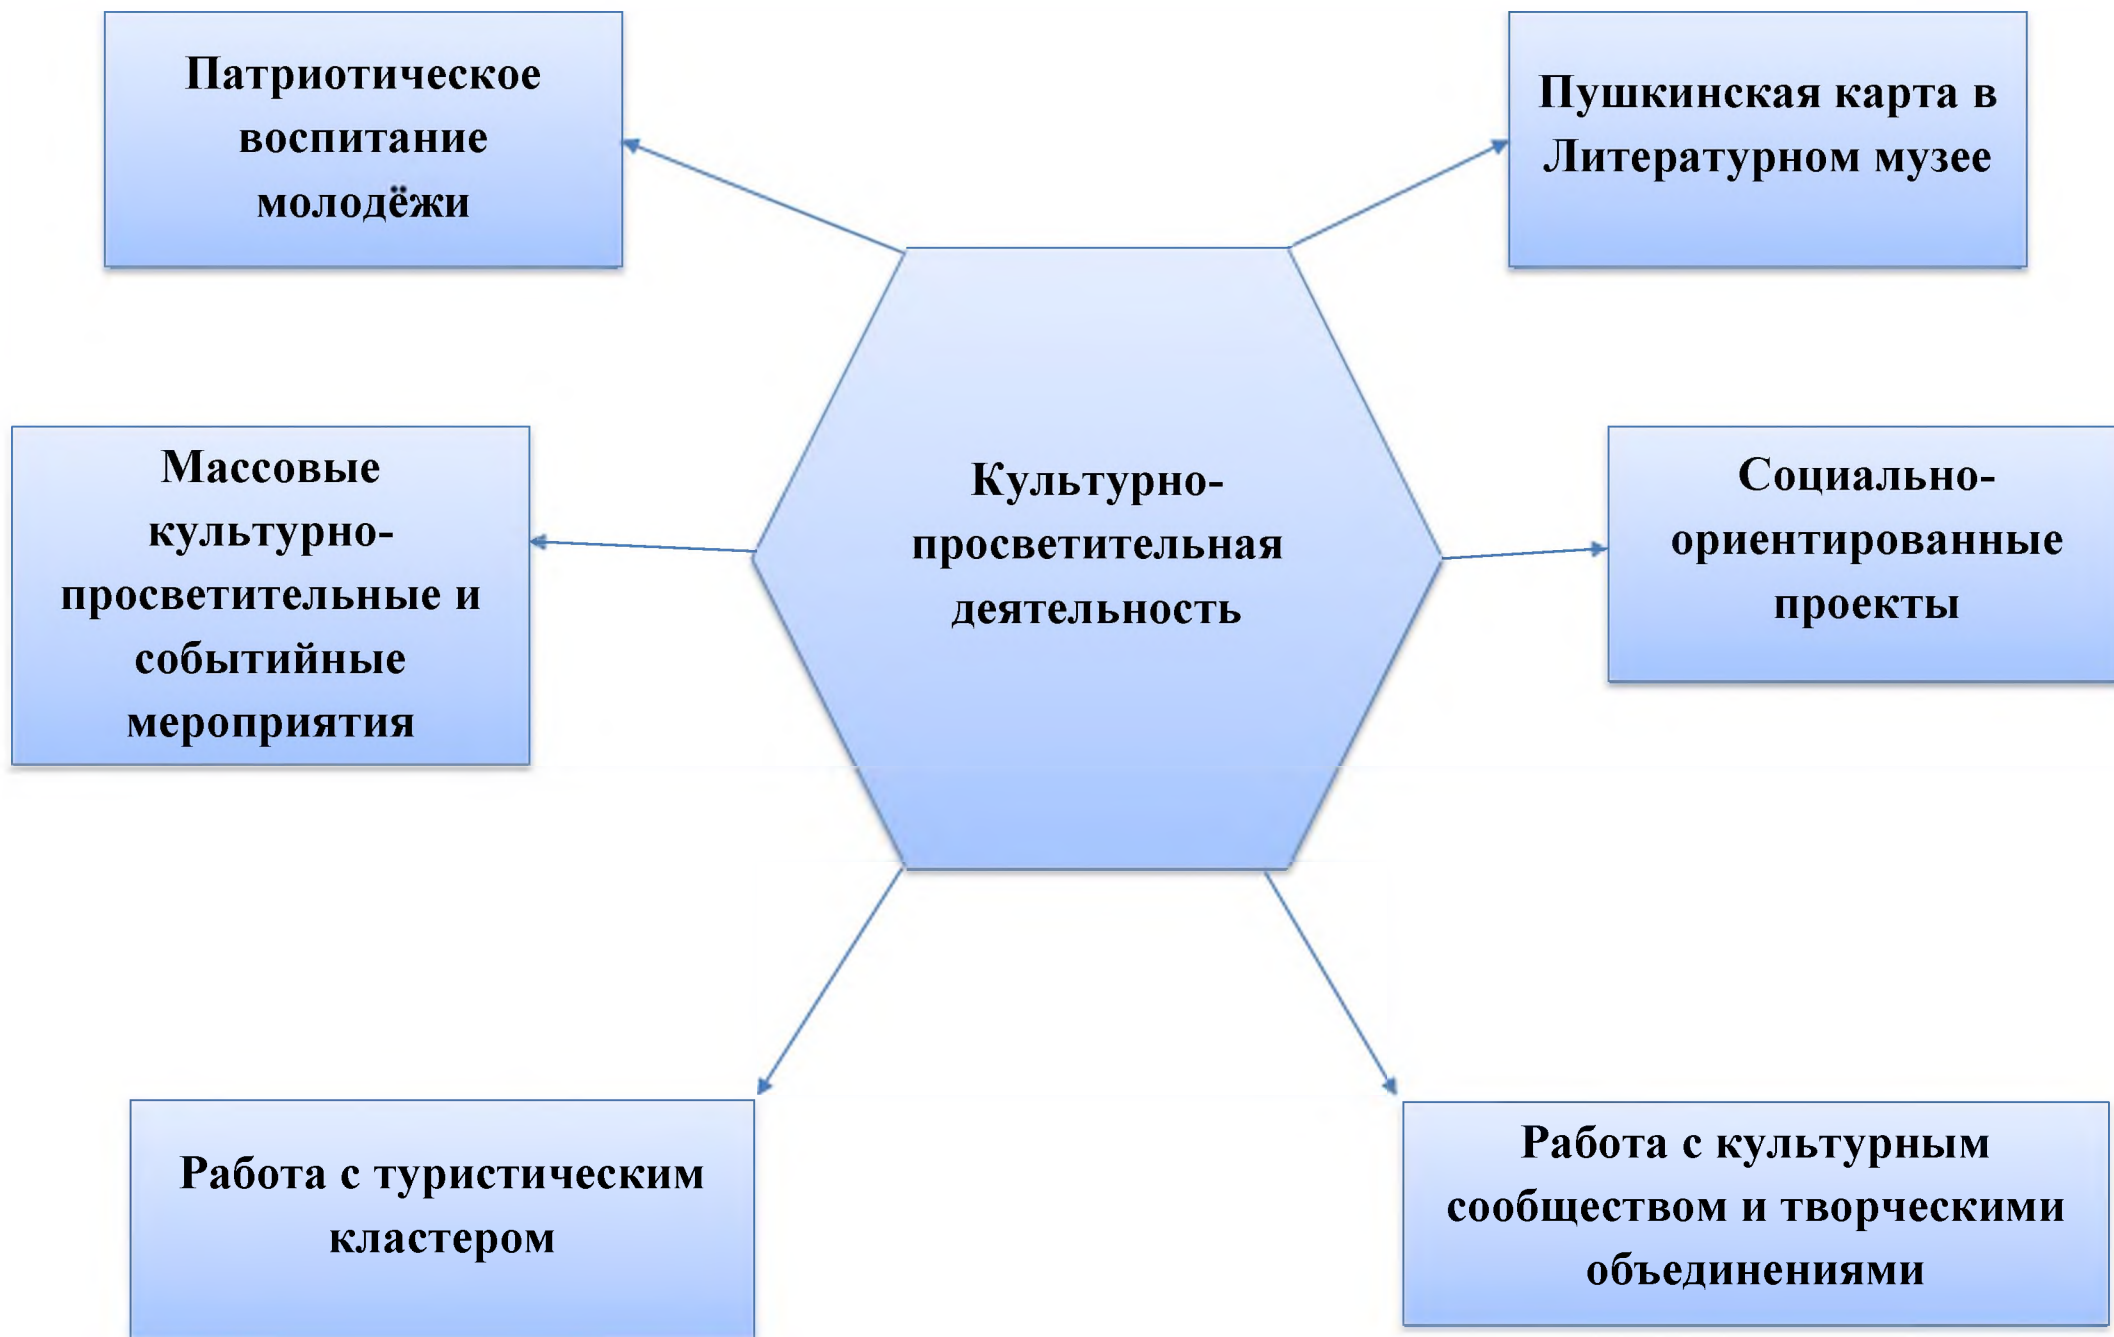 Патриотическое
воспитание
молодёжи
Пушкинская карта в
Литературном музее
Массовые
культурно-
просветительные и
событийные
мероприятия
Культурно-
просветительная
деятельность
Социально-
ориентированные
проекты
Работа с туристическим
кластером
Работа с культурным
сообществом и творческими
объединениями